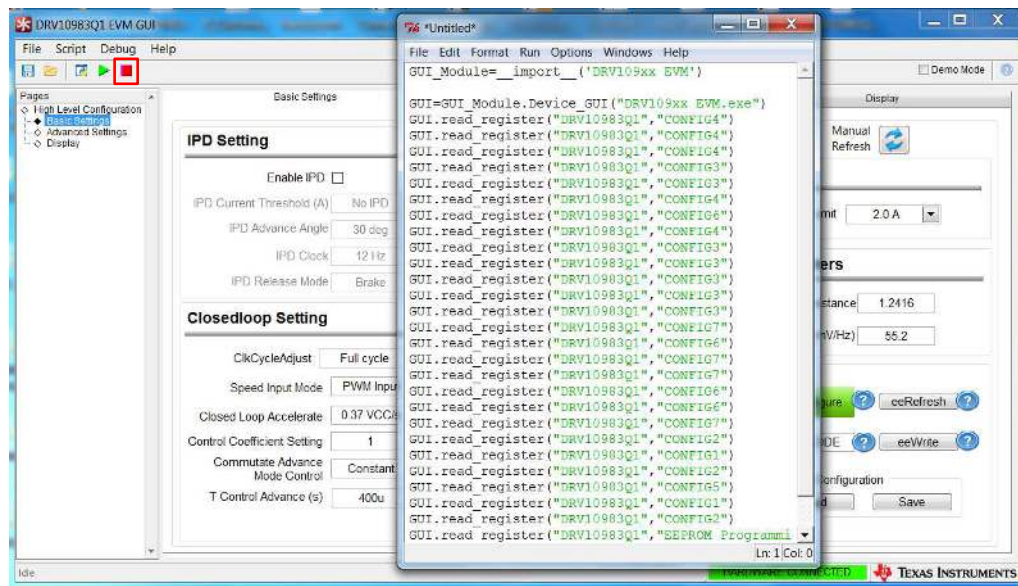 DRV10983Q1 EVM GUI
File Script Debug Help
Demo Mode
Pages
High Level Configuration
Basic Settings
Advanced Settings
Display
Basic Settings
IPD Setting
Enable IPD
IPD Current Threshold (A) No IPD
IPD Advance Angle 30 deg
IPD Clock 12 Hz
IPD Release Mode Brake
Closedloop Setting
ClkCycleAdjust Full cycle
Speed Input Mode PWM Inpu
Closed Loop Accelerate 0.37 VCC/s
Control Coefficient Setting 1
Commutate Advance
Mode Control Constant
T Control Advance (s) 400u
*Untitled*
File Edit Format Run Options Windows Help
GUI_Module=__import__('DRV109xx EVM')
GUI=GUI_Module.Device_GUI("DRV109xx EVM.exe")
GUI.read_register("DRV10983Q1","CONFIG4")
GUI.read_register("DRV10983Q1","CONFIG4")
GUI.read_register("DRV10983Q1","CONFIG4")
GUI.read_register("DRV10983Q1","CONFIG3")
GUI.read_register("DRV10983Q1","CONFIG3")
GUI.read_register("DRV10983Q1","CONFIG4")
GUI.read_register("DRV10983Q1","CONFIG6")
GUI.read_register("DRV10983Q1","CONFIG4")
GUI.read_register("DRV10983Q1","CONFIG3")
GUI.read_register("DRV10983Q1","CONFIG3")
GUI.read_register("DRV10983Q1","CONFIG3")
GUI.read_register("DRV10983Q1","CONFIG3")
GUI.read_register("DRV10983Q1","CONFIG3")
GUI.read_register("DRV10983Q1","CONFIG7")
GUI.read_register("DRV10983Q1","CONFIG6")
GUI.read_register("DRV10983Q1","CONFIG7")
GUI.read_register("DRV10983Q1","CONFIG7")
GUI.read_register("DRV10983Q1","CONFIG6")
GUI.read_register("DRV10983Q1","CONFIG6")
GUI.read_register("DRV10983Q1","CONFIG7")
GUI.read_register("DRV10983Q1","CONFIG2")
GUI.read_register("DRV10983Q1","CONFIG1")
GUI.read_register("DRV10983Q1","CONFIG2")
GUI.read_register("DRV10983Q1","CONFIG5")
GUI.read_register("DRV10983Q1","CONFIG1")
GUI.read_register("DRV10983Q1","CONFIG2")
GUI.read_register("DRV10983Q1","EEPROM Programmi
Ln: 1 Col: 0
Display
Manual
Refresh
mit 2.0 A
ers
stance 1.2416
nV/Hz) 55.2
gure eeRefresh
DE eeWrite
onfiguration
d Save
Idle
HARDWARE CONNECTED
TEXAS INSTRUMENTS